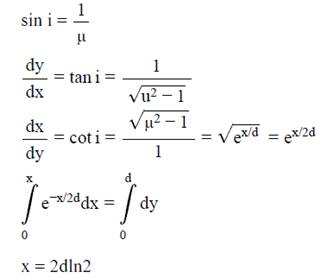 sin i = 1/μ
dy/dx = tan i = 1/√(u² – 1)
dx/dy = cot i = √(μ² – 1)/1 = √(e^(x/d)) = e^(x/2d)
∫₀ˣ e^(–x/2d) dx = ∫₀ᵈ dy
x = 2dln2